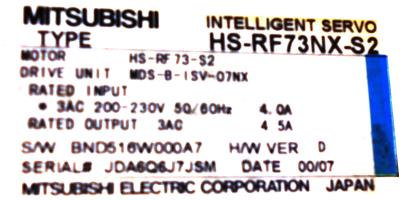 MITSUBISHI INTELLIGENT SERVO
TYPE HS-RF73NX-S2
MOTOR HS-RF73-S2
DRIVE UNIT MDS-B-ISV-07NX
RATED INPUT
• 3AC 200-230V 50/60Hz 4.0A
RATED OUTPUT 3AC 4.5A
S/W BND516W000A7 H/W VER D
SERIAL# JDA6Q6J7JSM DATE 00/07
MITSUBISHI ELECTRIC CORPORATION JAPAN